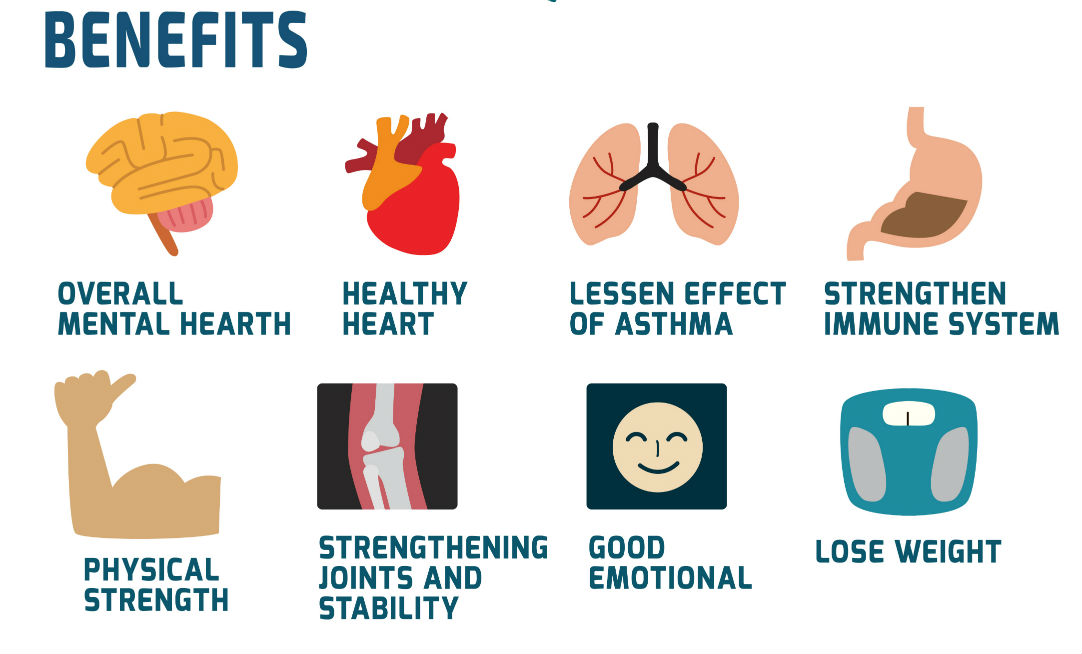 BENEFITS
OVERALL
MENTAL HEARTH
HEALTHY
HEART
LESSEN EFFECT
OF ASTHMA
STRENGTHEN
IMMUNE SYSTEM
PHYSICAL
STRENGTH
STRENGTHENING
JOINTS AND
STABILITY
GOOD
EMOTIONAL
LOSE WEIGHT